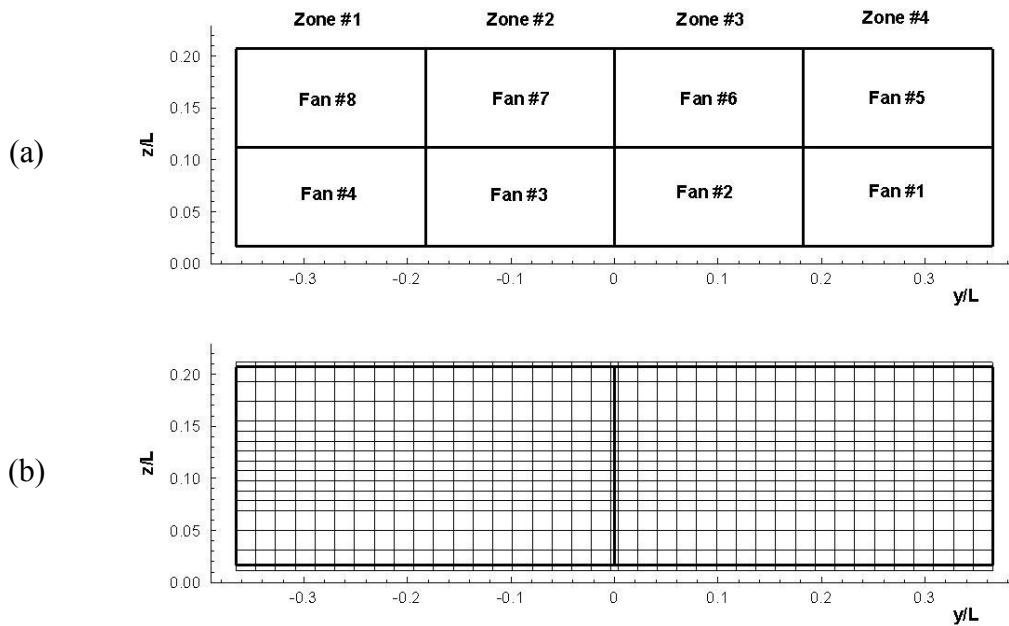 Zone #1 Zone #2 Zone #3 Zone #4
0.20
Fan #8 Fan #7 Fan #6 Fan #5
0.15
(a)
z/L
0.10
Fan #4 Fan #3 Fan #2 Fan #1
0.05
0.00
-0.3 -0.2 -0.1 0 0.1 0.2 0.3
y/L
0.20
0.15
(b)
z/L
0.10
0.05
0.00
-0.3 -0.2 -0.1 0 0.1 0.2 0.3
y/L